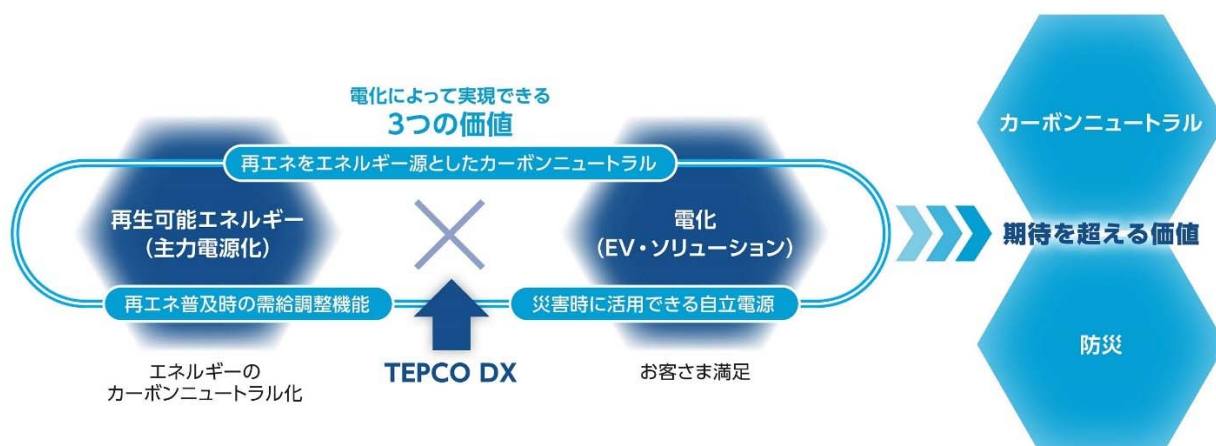 電化によって実現できる
3つの価値
再エネをエネルギー源としたカーボンニュートラル
再生可能エネルギー
（主力電源化）
電化
（EV・ソリューション）
再エネ普及時の需給調整機能
災害時に活用できる自立電源
エネルギーの
カーボンニュートラル化
TEPCO DX
お客さま満足
カーボンニュートラル
期待を超える価値
防災